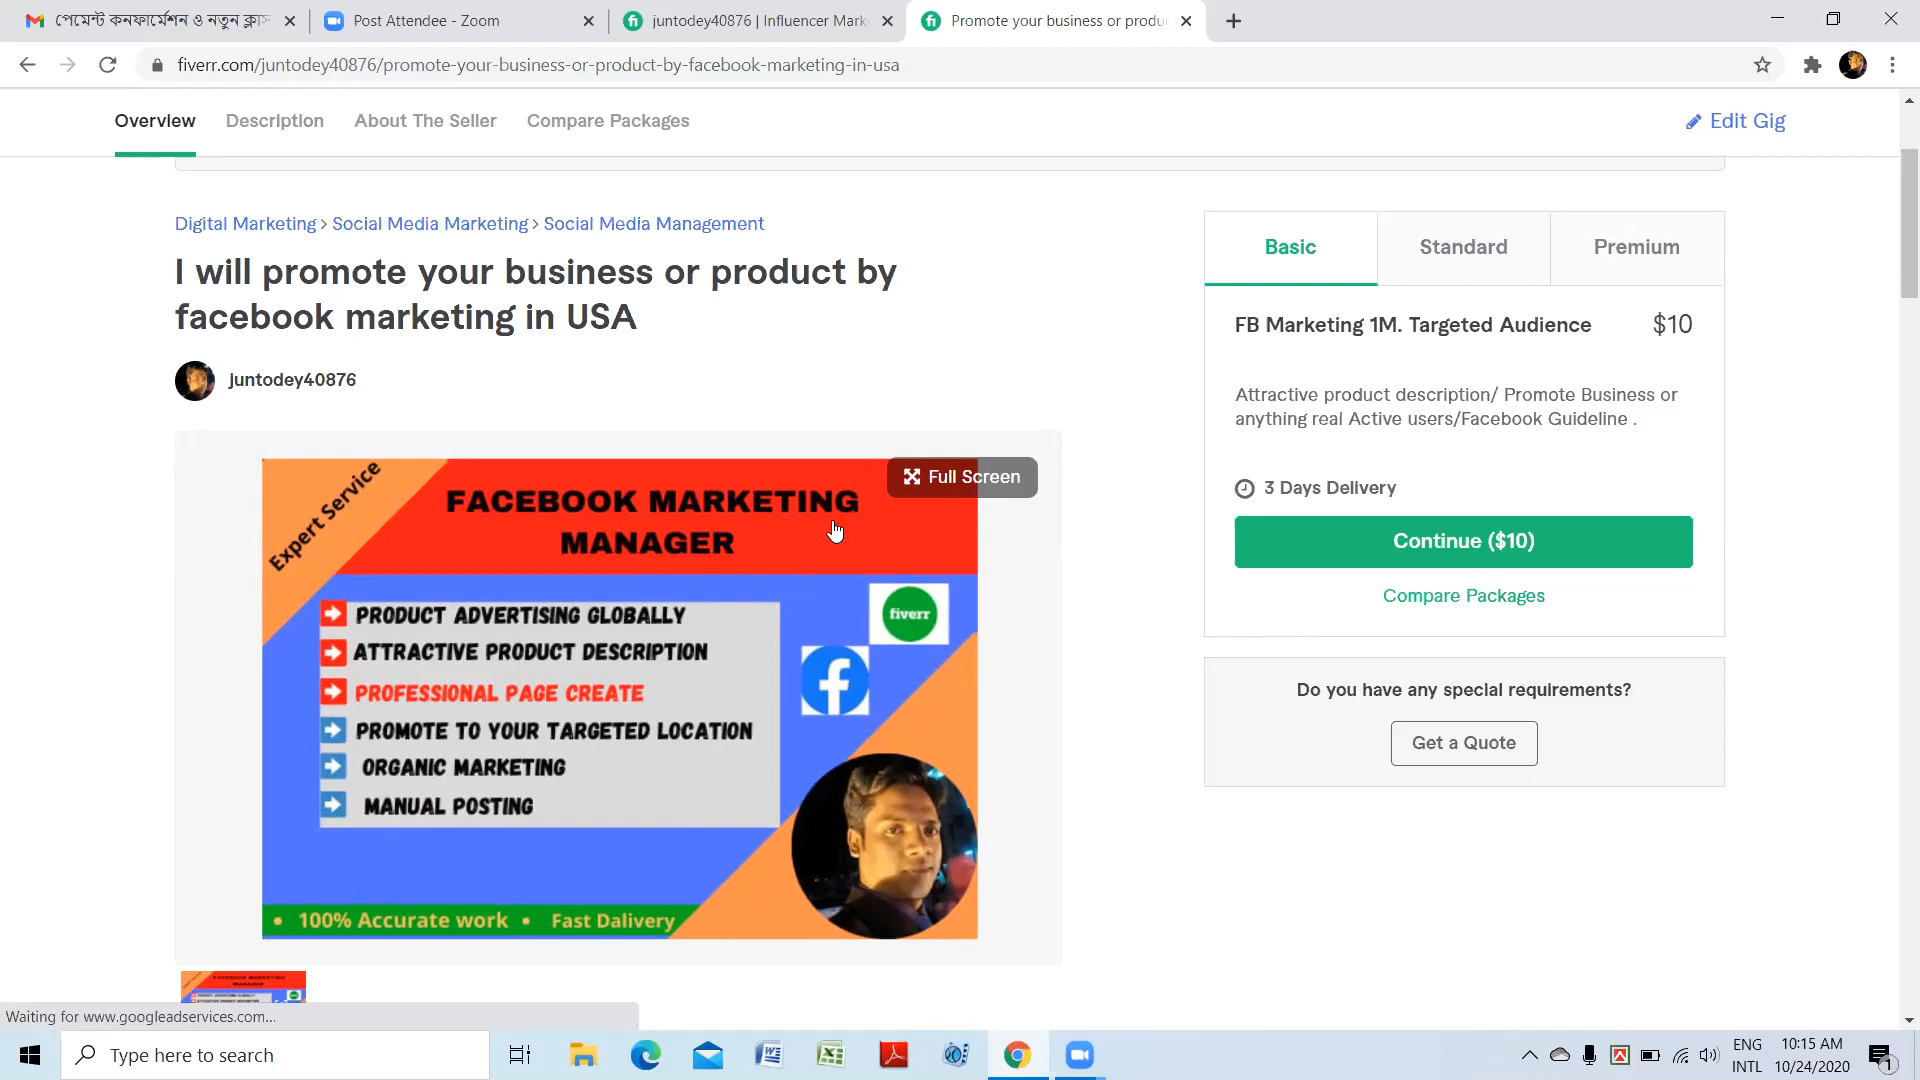 পেমেন্ট কনফার্মেশন ও নতুন ক্লাস
Post Attendee - Zoom
juntodey40876 | Influencer Mark
Promote your business or produ
fiverr.com/juntodey40876/promote-your-business-or-product-by-facebook-marketing-in-usa
Overview
Description
About The Seller
Compare Packages
Edit Gig
Digital Marketing > Social Media Marketing > Social Media Management
I will promote your business or product by
facebook marketing in USA
juntodey40876
Full Screen
Expert Service
FACEBOOK MARKETING
MANAGER
fiverr
PRODUCT ADVERTISING GLOBALLY
ATTRACTIVE PRODUCT DESCRIPTION
PROFESSIONAL PAGE CREATE
PROMOTE TO YOUR TARGETED LOCATION
ORGANIC MARKETING
MANUAL POSTING
• 100% Accurate work • Fast Dalivery
Basic
Standard
Premium
FB Marketing 1M. Targeted Audience $10
Attractive product description/ Promote Business or
anything real Active users/Facebook Guideline .
3 Days Delivery
Continue ($10)
Compare Packages
Do you have any special requirements?
Get a Quote
Waiting for www.googleadservices.com...
Type here to search
ENG
INTL
10:15 AM
10/24/2020
1